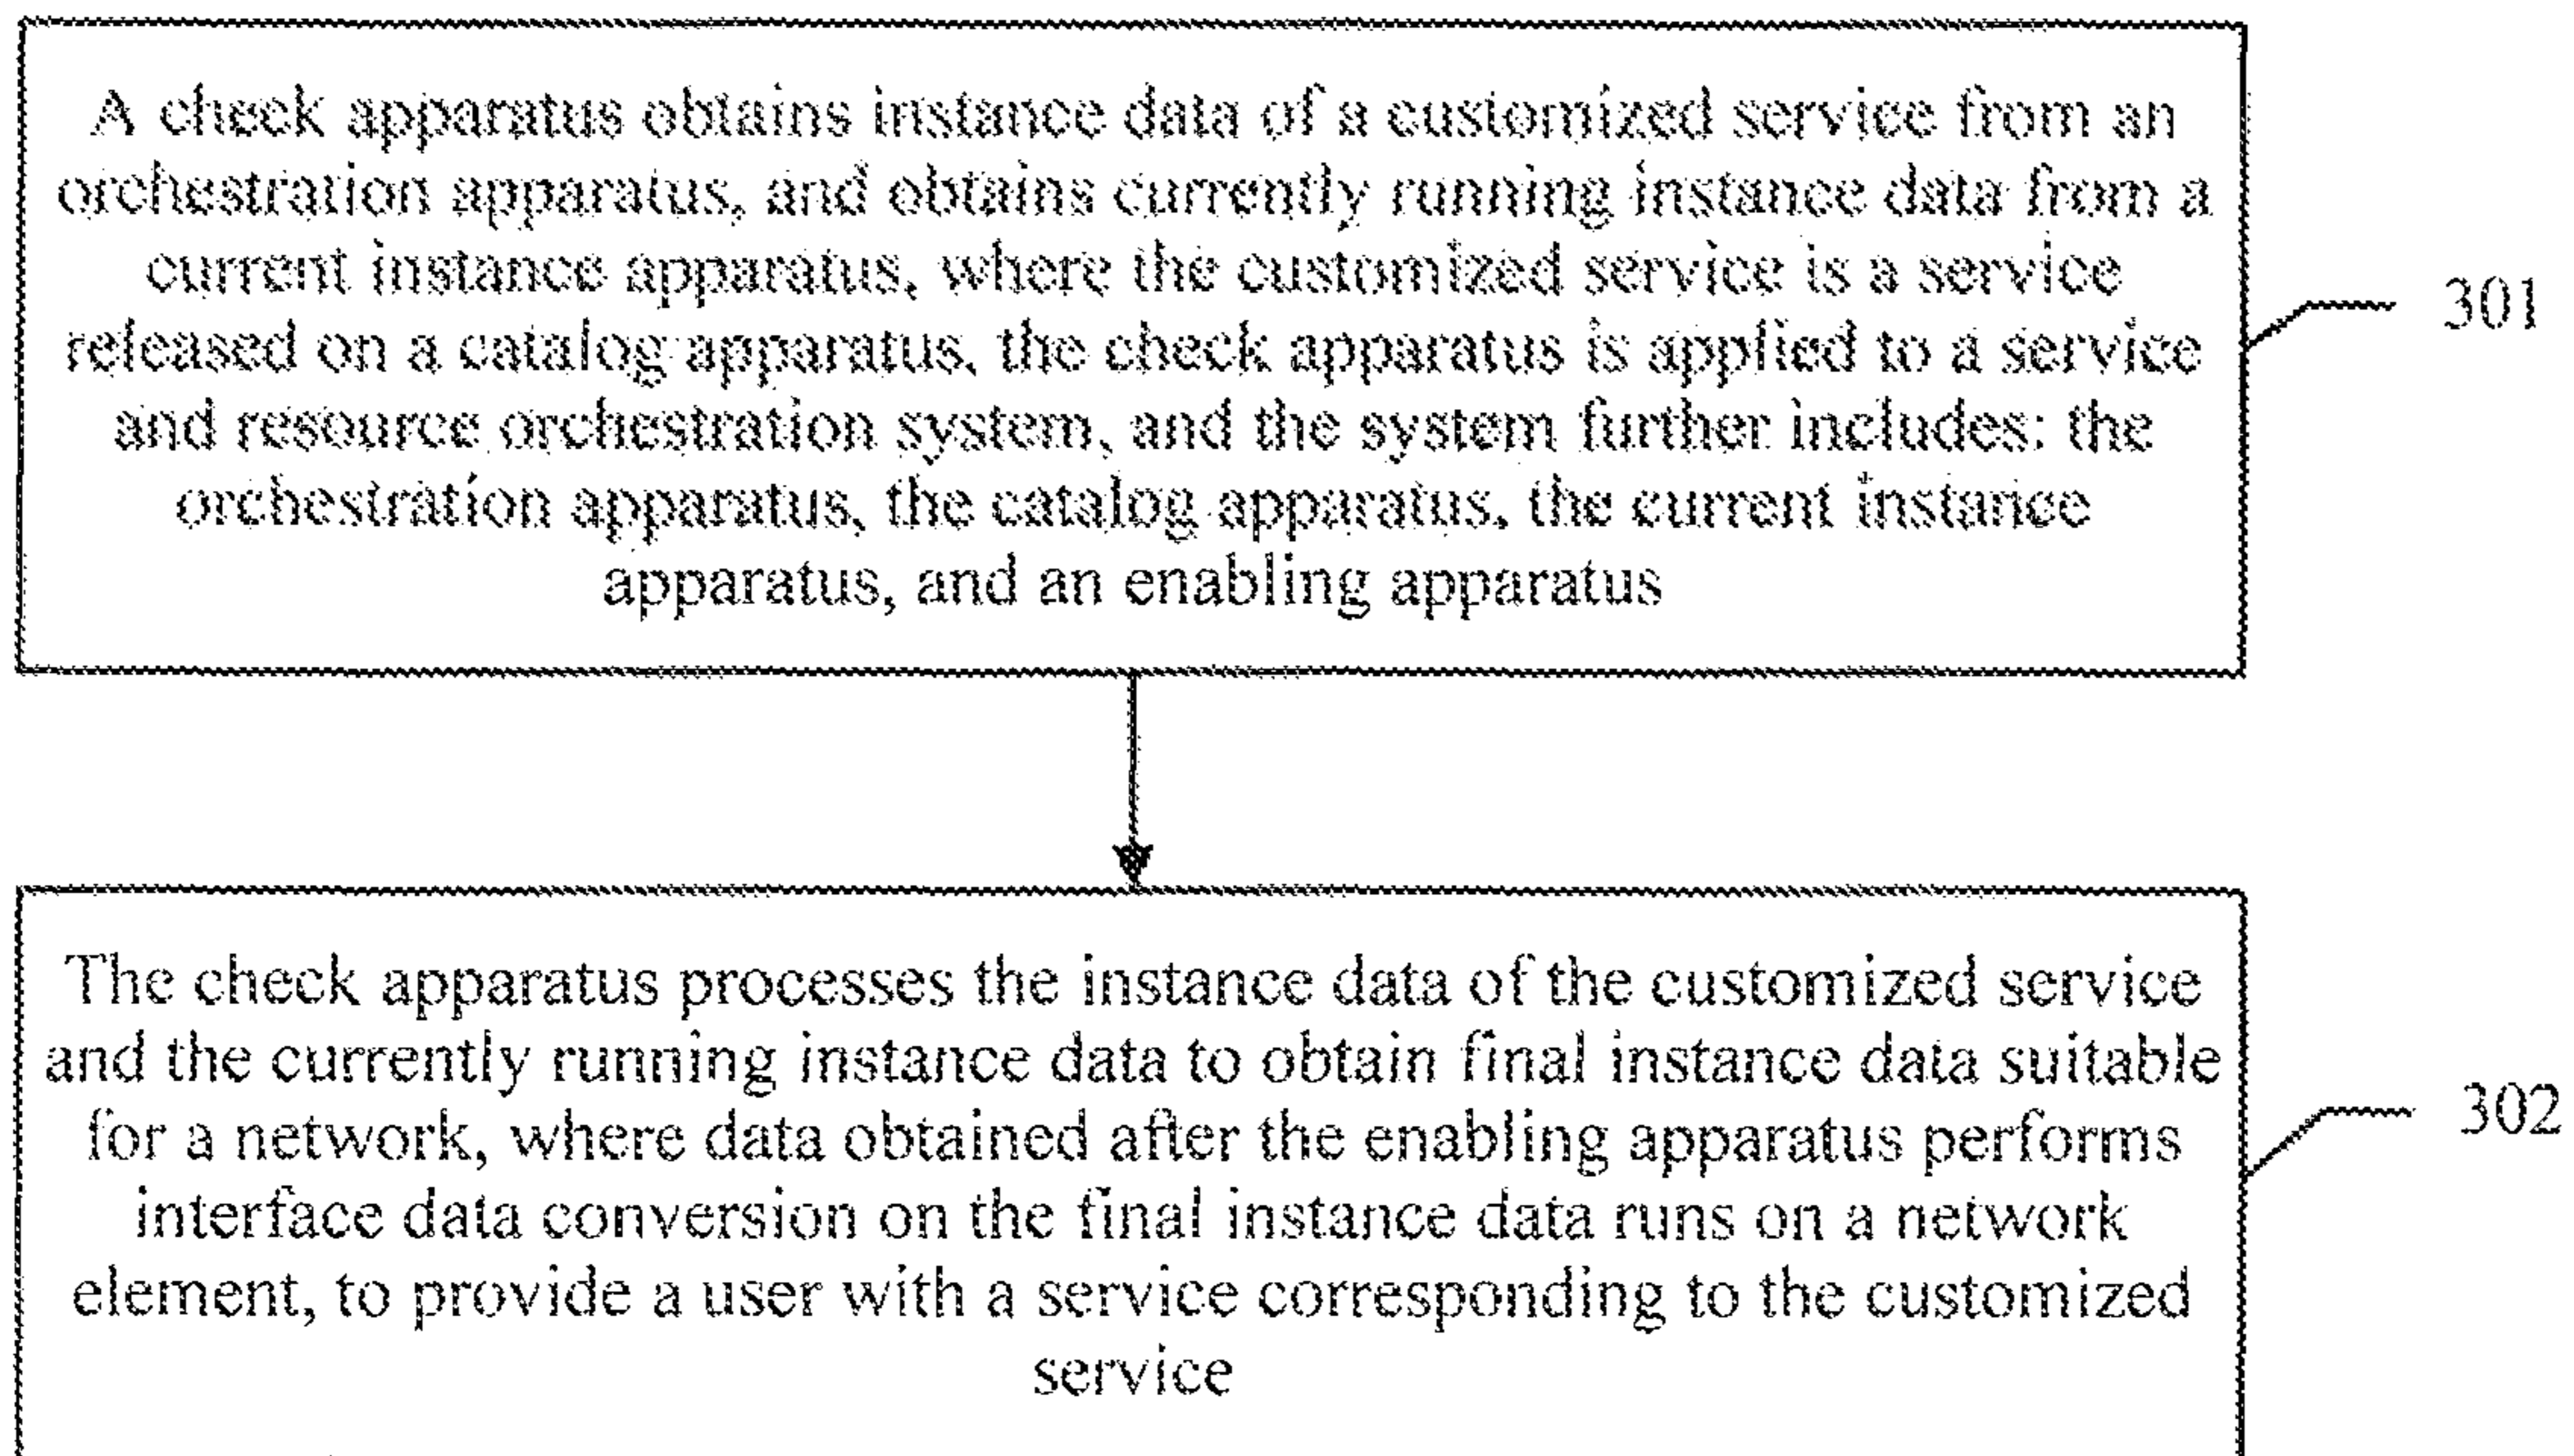 A check apparatus obtains instance data of a customized service from an
orchestration apparatus, and obtains currently running instance data from a
current instance apparatus, where the customized service is a service
released on a catalog apparatus, the check apparatus is applied to a service
and resource orchestration system, and the system further includes: the
orchestration apparatus, the catalog apparatus, the current instance
apparatus, and an enabling apparatus
301
The check apparatus processes the instance data of the customized service
and the currently running instance data to obtain final instance data suitable
for a network, where data obtained after the enabling apparatus performs
interface data conversion on the final instance data runs on a network
element, to provide a user with a service corresponding to the customized
service
302